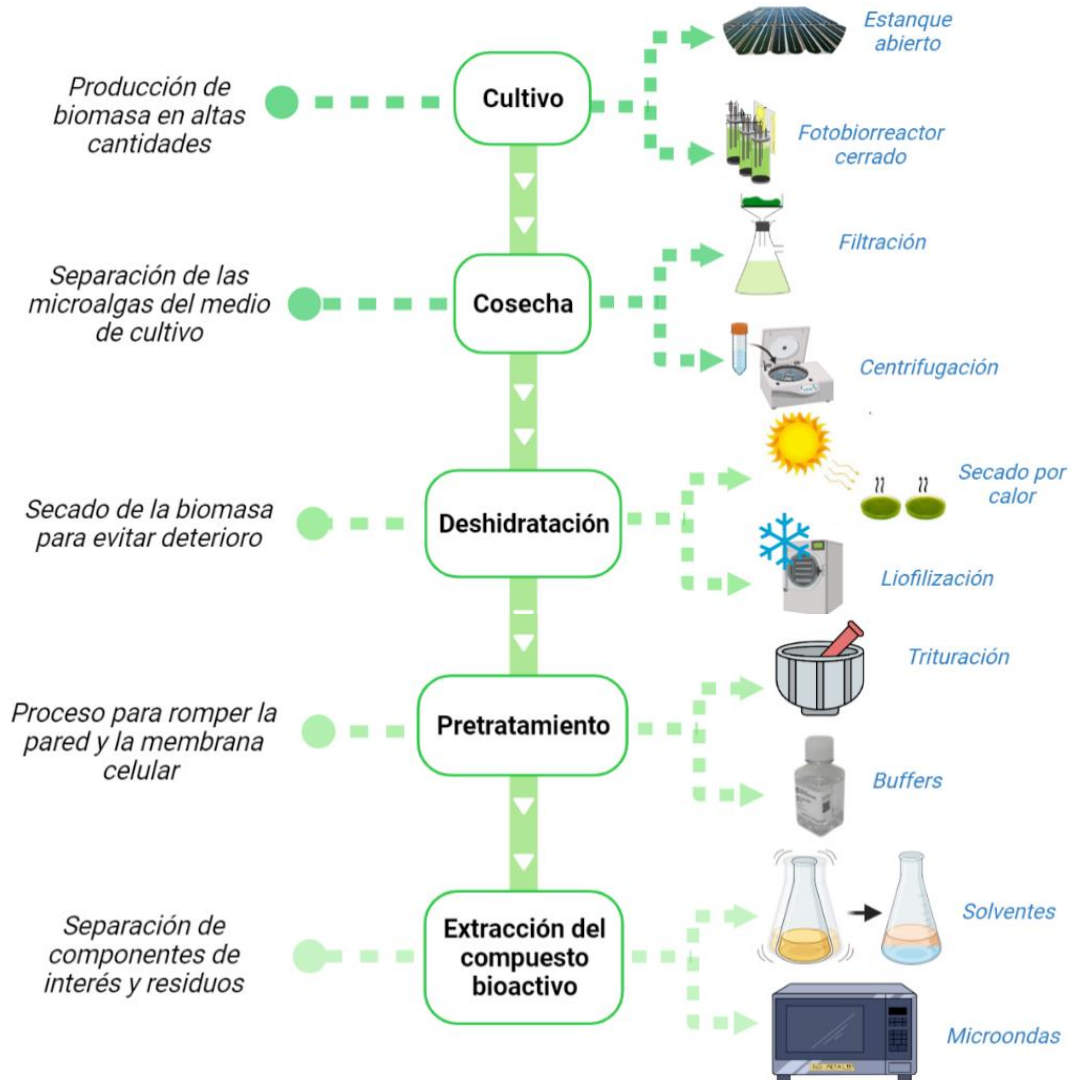 Producción de
biomasa en altas
cantidades
Cultivo
Estanque
abierto
Fotobiorreactor
cerrado
Separación de las
microalgas del medio
de cultivo
Cosecha
Filtración
Centrifugación
Secado de la biomasa
para evitar deterioro
Deshidratación
Secado por
calor
Liofilización
Proceso para romper la
pared y la membrana
celular
Pretratamiento
Trituración
Buffers
Separación de
componentes de
interés y residuos
Extracción del
compuesto
bioactivo
Solventes
Microondas